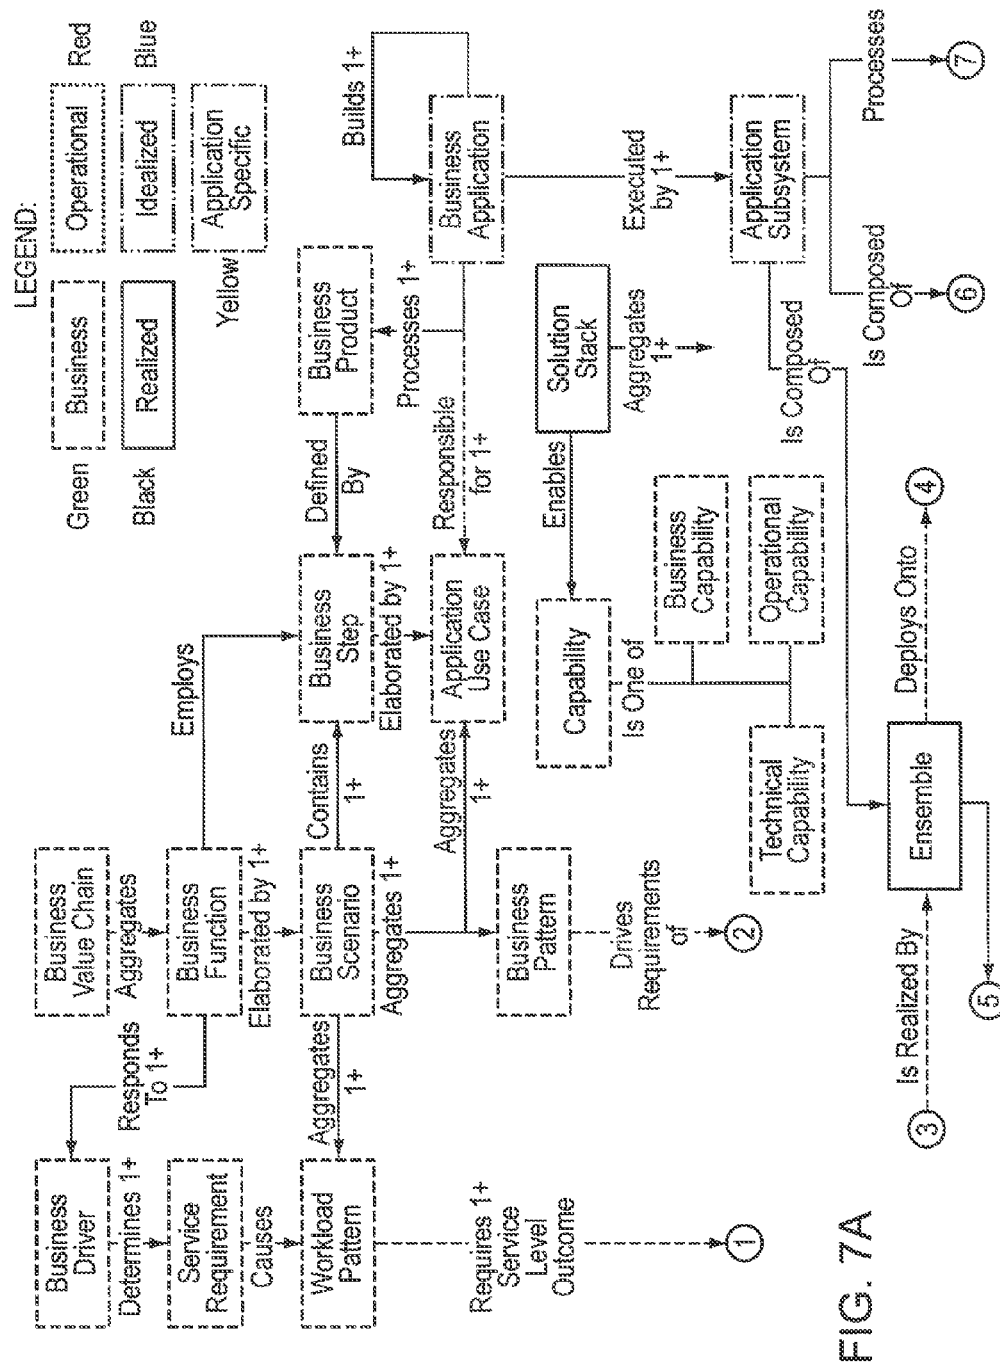 LEGEND:
Green
Business
Operational
Red
Black
Realized
Idealized
Blue
Yellow
Application
Specific
Business
Driver
Responds
To 1+
Business
Value Chain
Determines 1+
Aggregates
Service
Requirement
Business
Function
Employs
Causes
Elaborated by 1+
Workload
Pattern
Aggregates
1+
Business
Scenario
Contains
1+
Business
Step
Defined
By
Business
Product
Builds 1+
Aggregates 1+
Elaborated by 1+
Processes 1+
Aggregates
1+
Application
Use Case
Responsible
for 1+
Business
Application
Requires 1+
Service
Level
Outcome
Business
Pattern
Capability
Enables
Solution
Stack
Executed
by 1+
Drives
Requirements
of
Is One of
Aggregates
1+
1
2
Business
Capability
Technical
Capability
Operational
Capability
Application
Subsystem
Is Composed
Of
Is Composed
Of
Processes
3
Is Realized By
Ensemble
Deploys Onto
4
5
6
7
FIG. 7A